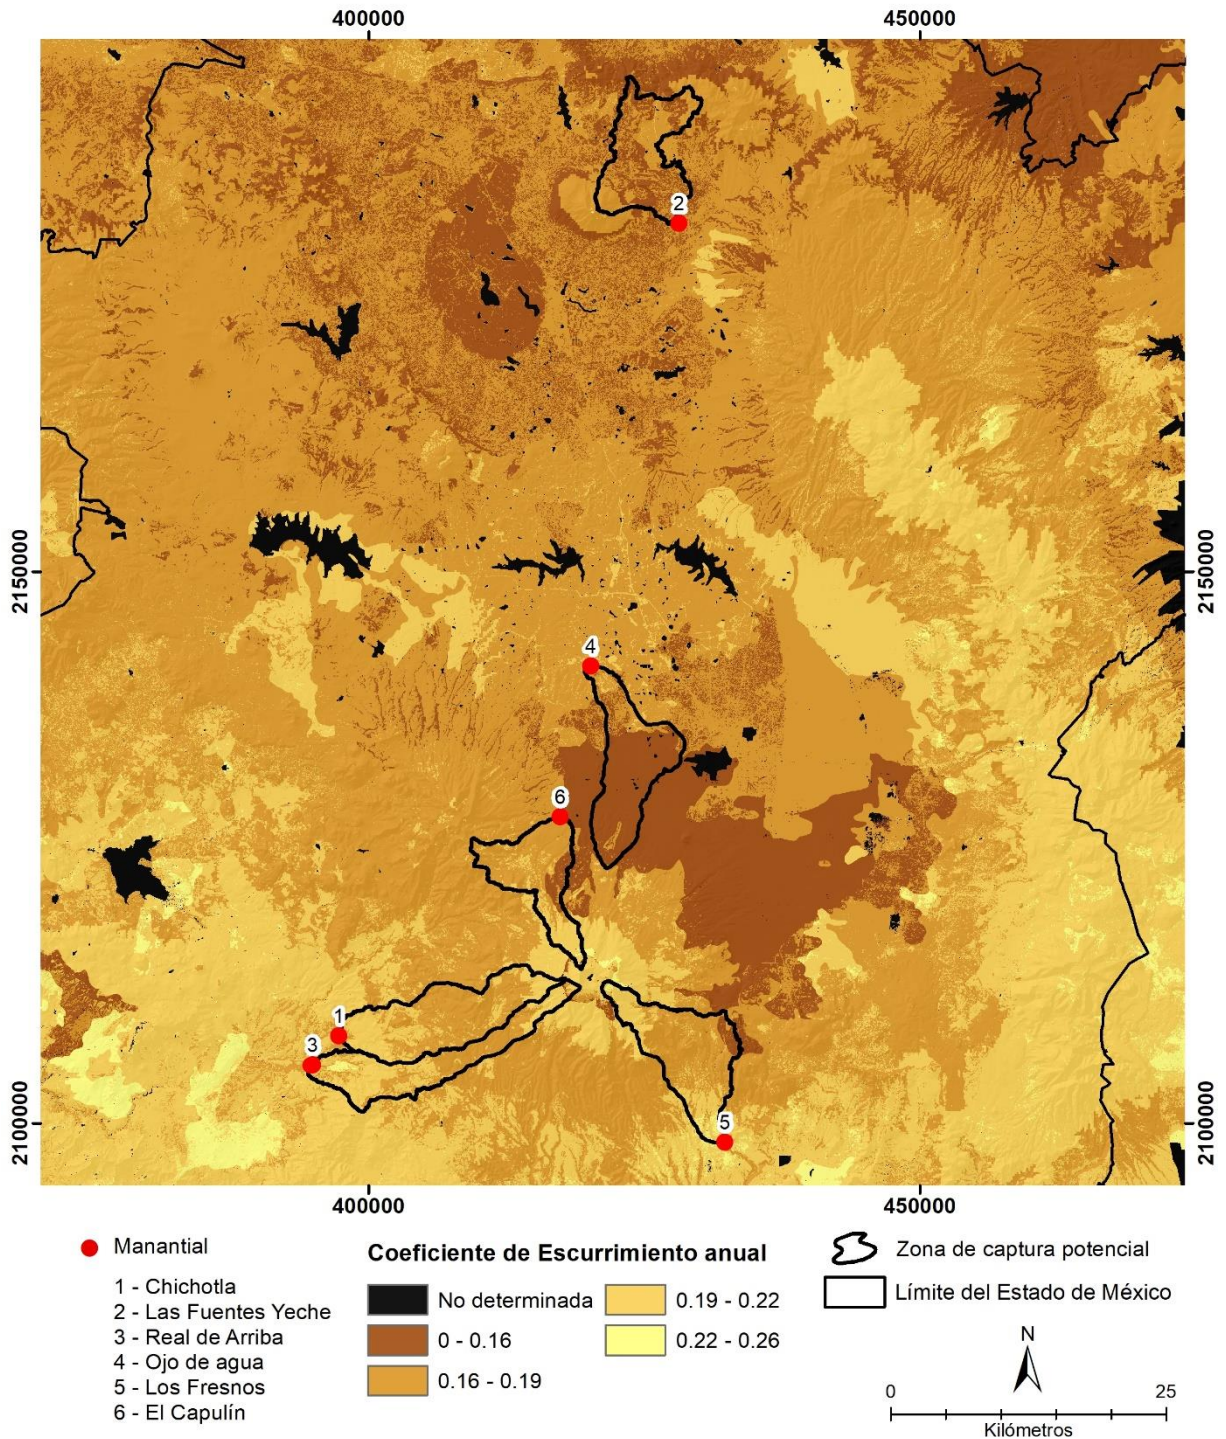 400000
450000
2
2150000
2150000
4
6
1
3
5
2100000
2100000
400000
450000
Manantial
1 - Chichotla
2 - Las Fuentes Yeche
3 - Real de Arriba
4 - Ojo de agua
5 - Los Fresnos
6 - El Capulín
Coeficiente de Escurrimiento anual
No determinada
0 - 0.16
0.16 - 0.19
0.19 - 0.22
0.22 - 0.26
Zona de captura potencial
Límite del Estado de México
N
0
25
Kilómetros